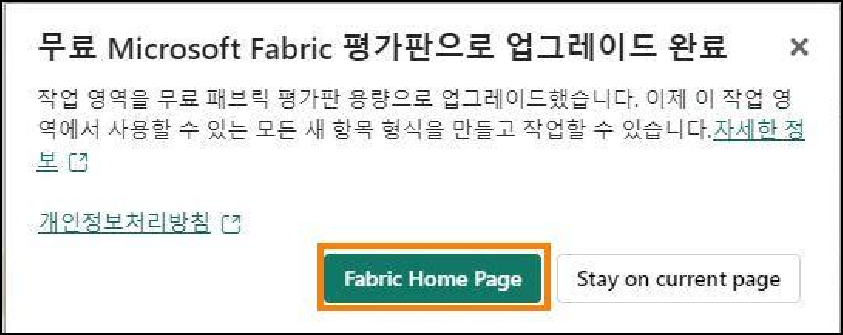 무료 Microsoft Fabric 평가판으로 업그레이드 완료
작업 영역을 무료 패브릭 평가판 용량으로 업그레이드했습니다. 이제 이 작업 영
역에서 사용할 수 있는 모든 새 항목 형식을 만들고 작업할 수 있습니다.자세한 정
보
개인정보처리방침
Fabric Home Page
Stay on current page